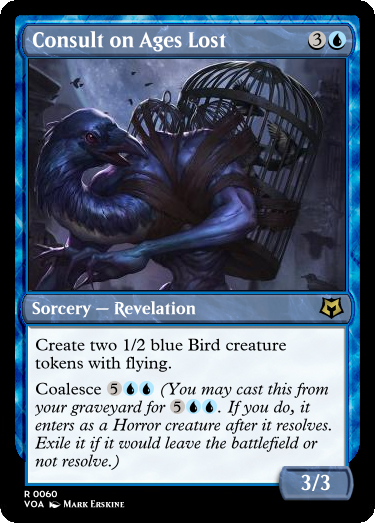 Consult on Ages Lost 3
Sorcery — Revelation
Create two 1/2 blue Bird creature
tokens with flying.
Coalesce 5 (You may cast this from
your graveyard for 5. If you do, it
enters as a Horror creature after it resolves.
Exile it if it would leave the battlefield or
not resolve.)
3/3
R 0060
VOA Mark Erskine